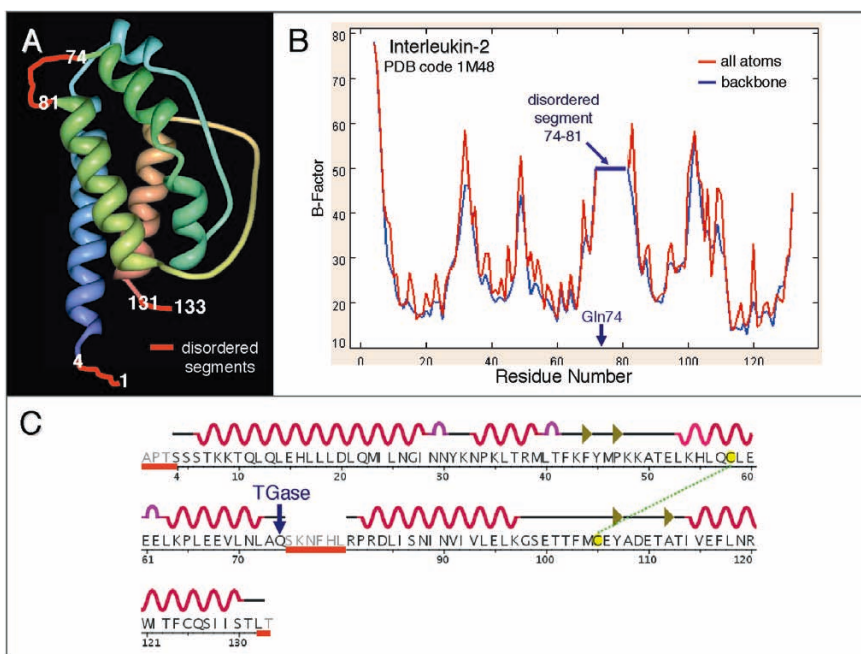 A
74
81
131 133
4
1
disordered
segments
B
Interleukin-2
PDB code 1M48
all atoms
backbone
disordered
segment
74-81
Gln74
B-Factor
80
70
60
50
40
30
20
10
0 20 40 60 80 100 120
Residue Number
C
APTSSSTKKTQLQLEHLLLDLQMILNGINNYKNPKLTRMLTFKFYMPKKATELKHLQCLE
4 10 20 30 40 50 60
TGase
EELKPLEEVLNLAQSKNFHLRPRDLISNINVIVLELKGSETTFMCEYADETATIVEFLNR
61 70 80 90 100 110 120
WITFCQSIISTLT
121 130